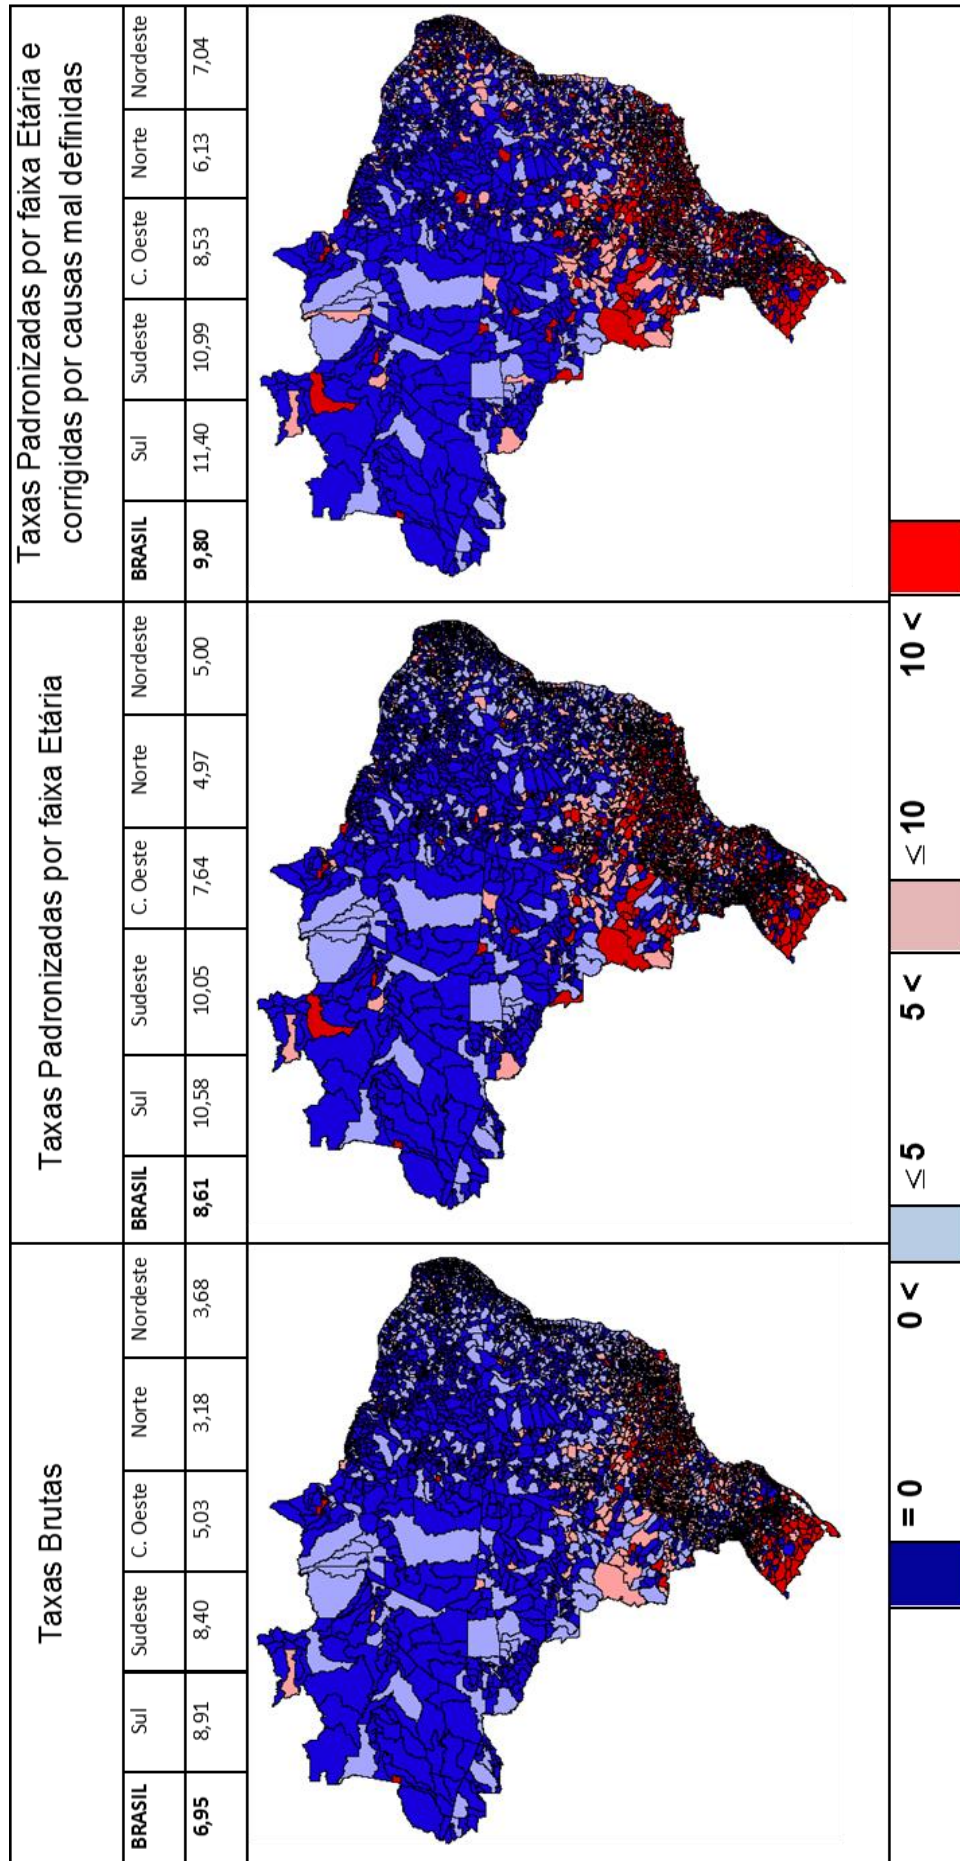 Taxas Brutas
BRASIL Sul Sudeste C. Oeste Norte Nordeste
6,95 8,91 8,40 5,03 3,18 3,68
Taxas Padronizadas por faixa Etária
BRASIL Sul Sudeste C. Oeste Norte Nordeste
8,61 10,58 10,05 7,64 4,97 5,00
Taxas Padronizadas por faixa Etária e
corrigidas por causas mal definidas
BRASIL Sul Sudeste C. Oeste Norte Nordeste
9,80 11,40 10,99 8,53 6,13 7,04
= 0 0 < ≤ 5 5 < ≤ 10 10 <